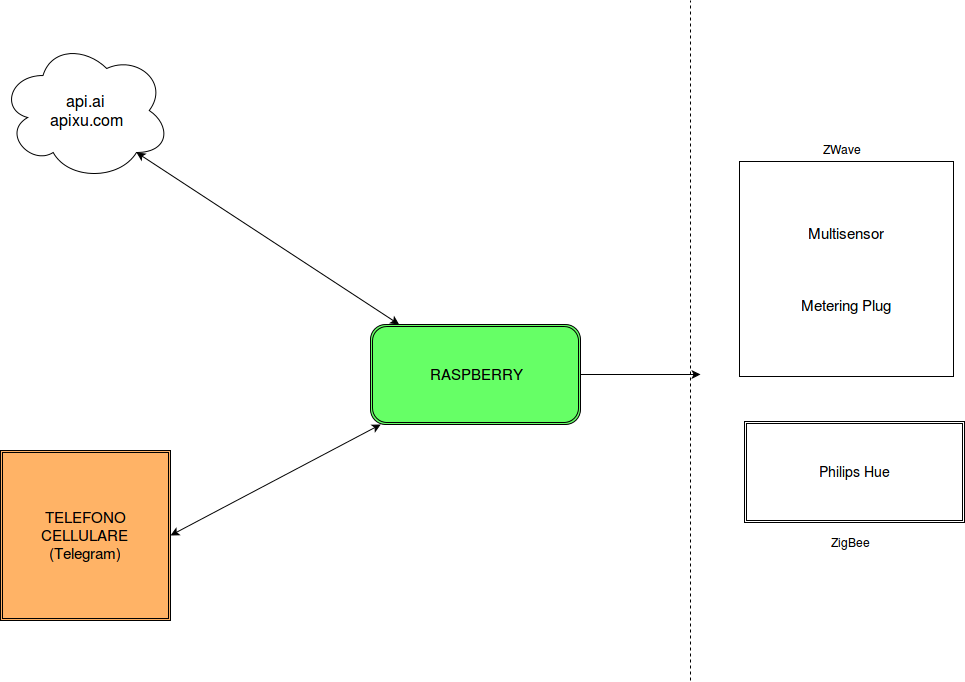 api.ai
apixu.com
ZWave
Multisensor
Metering Plug
RASPBERRY
Philips Hue
ZigBee
TELEFONO
CELLULARE
(Telegram)